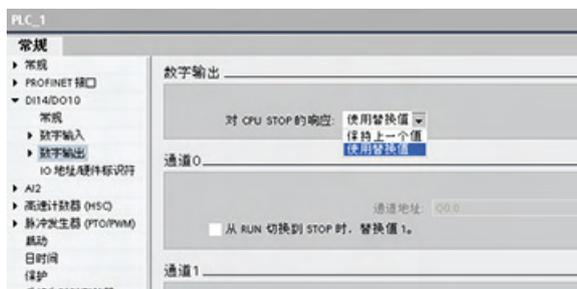 PLC_1
常规
常规
PROFINET 接口
DI14/DO10
常规
数字输入
数字输出
IO 地址/硬件标识符
AI2
高速计数器 (HSC)
脉冲发生器 (PTO/PWM)
启动
日时间
保护
数字输出
对 CPU STOP 的响应: 使用替换值
保持上一个值
使用替换值
通道0
通道地址: Q0.0
从 RUN 切换到 STOP 时，替换值 1。
通道1